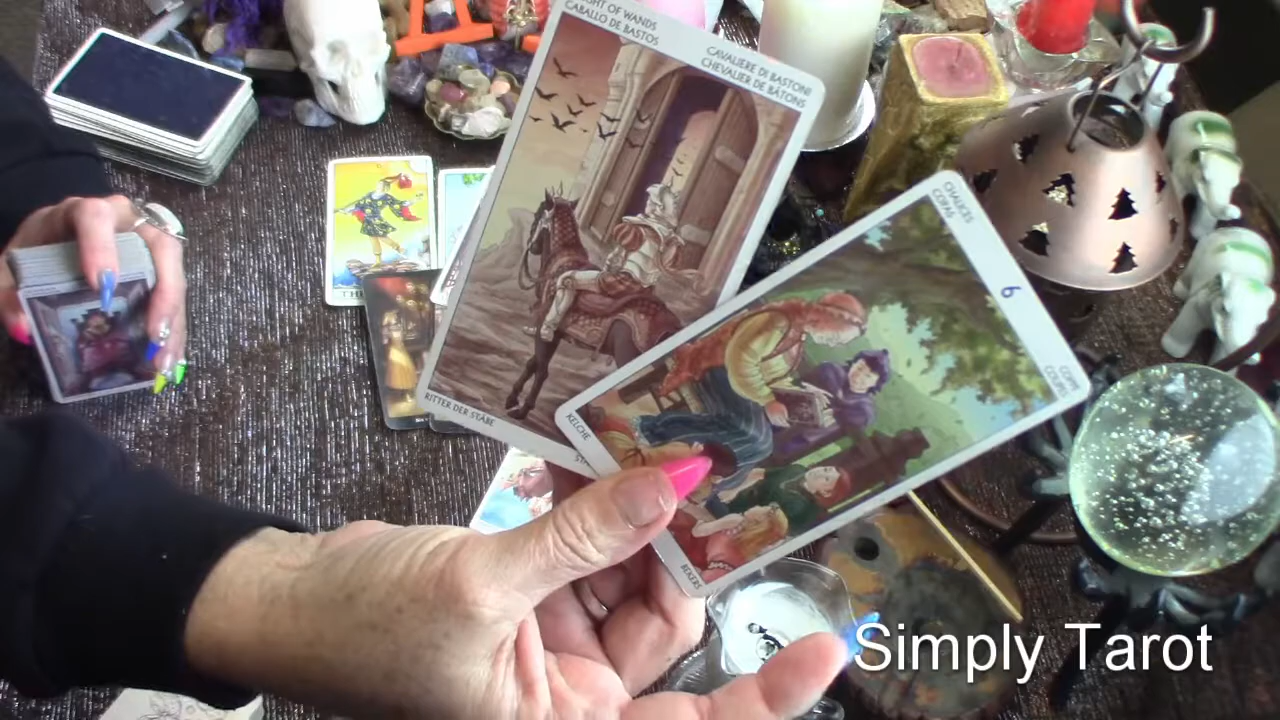 KNIGHT OF WANDS
CABALLO DE BASTOS
CAVALIERE DI BASTONI
CHEVALIER DE BÂTONS
RITTER DER STÄBE
CHALICES
COPAS
6
COPPE
COUPES
KELCHE
BEKERS
Simply Tarot